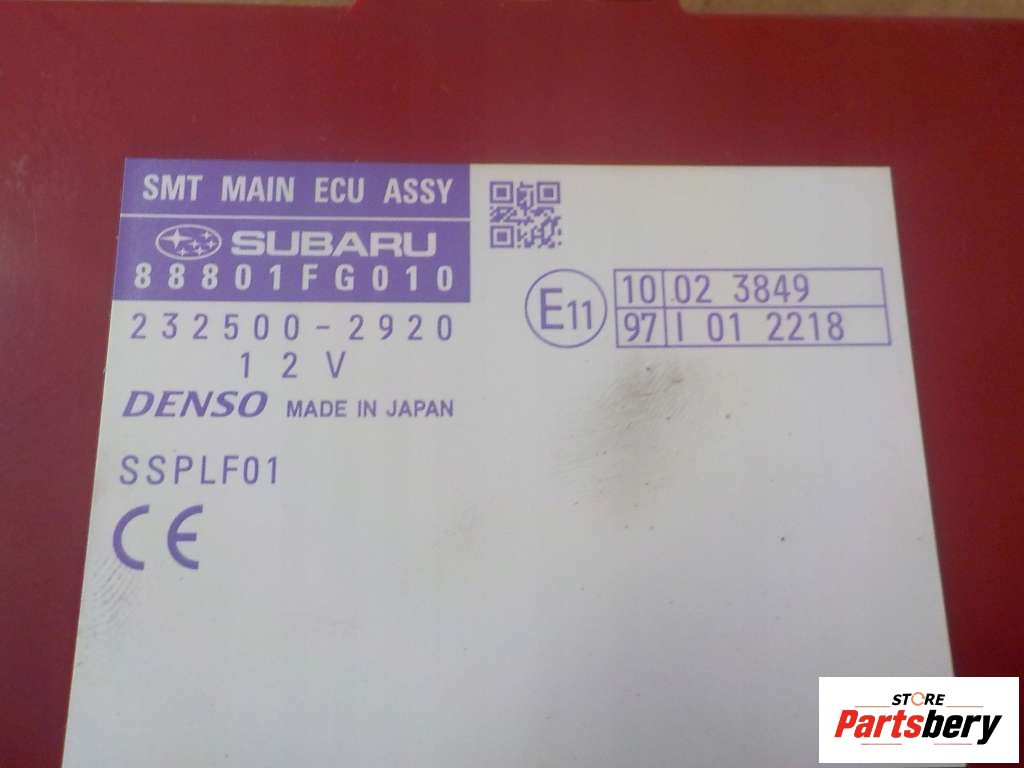 SMT MAIN ECU ASSY
SUBARU
88801FG010
232500-2920
12V
DENSO MADE IN JAPAN
SSPLF01
CE
E11
10 02 3849
97 I 01 2218
STORE
Partsbery